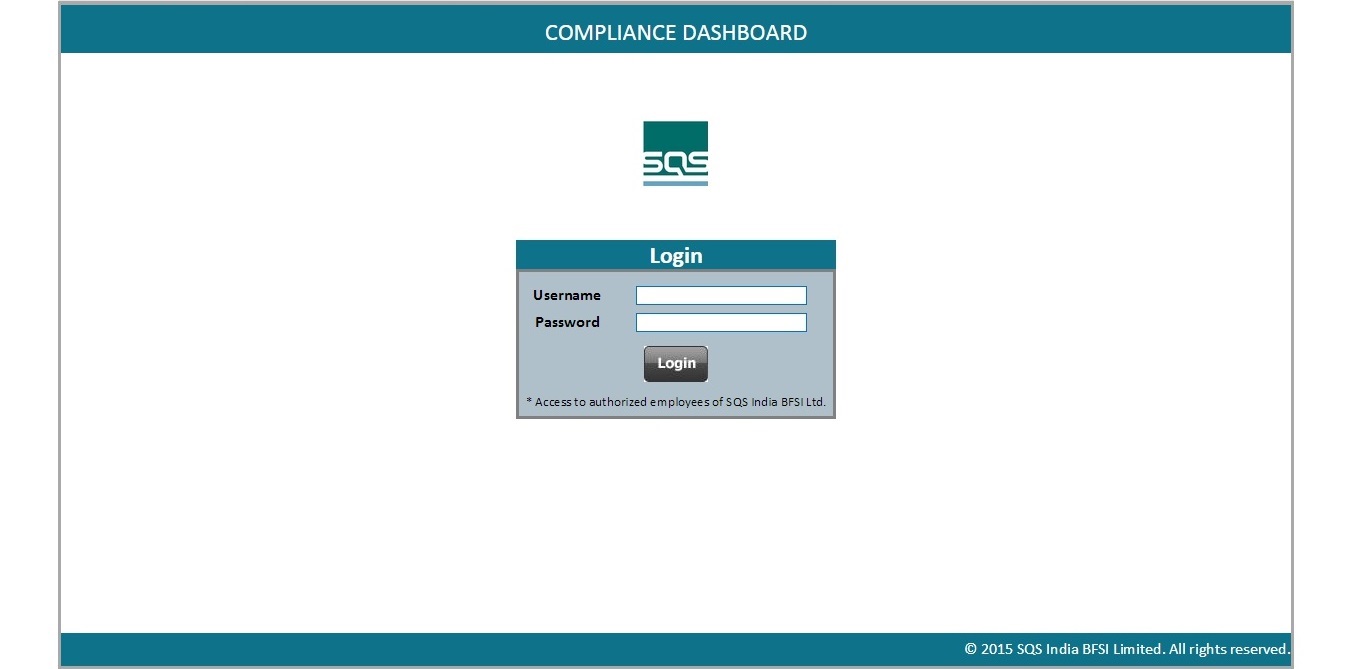 COMPLIANCE DASHBOARD
SQS
Login
Username
Password
Login
* Access to authorized employees of SQS India BFSI Ltd.
© 2015 SQS India BFSI Limited. All rights reserved.